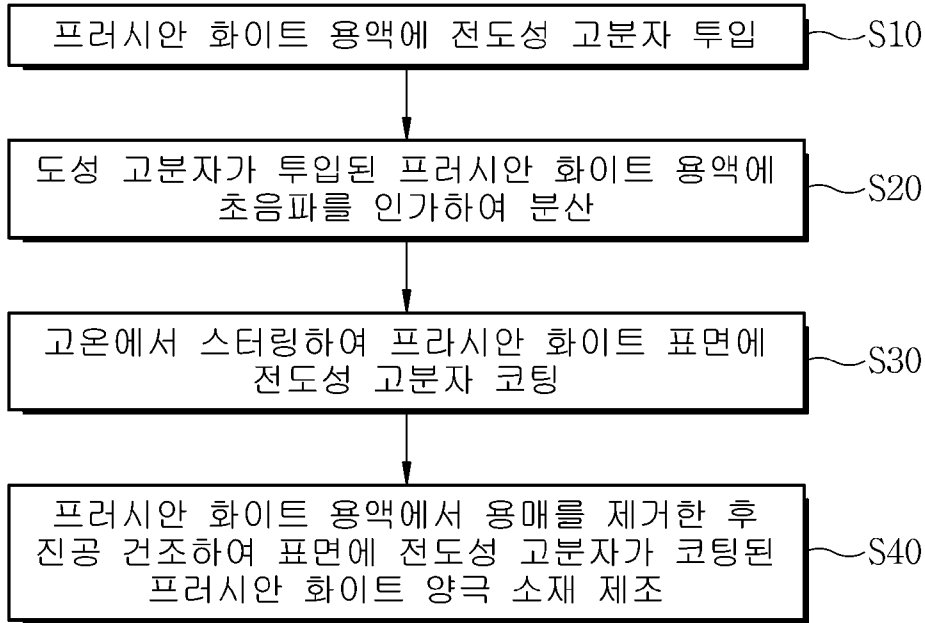 프러시안 화이트 용액에 전도성 고분자 투입
S10
도성 고분자가 투입된 프러시안 화이트 용액에
초음파를 인가하여 분산
S20
고온에서 스터링하여 프라시안 화이트 표면에
전도성 고분자 코팅
S30
프러시안 화이트 용액에서 용매를 제거한 후
진공 건조하여 표면에 전도성 고분자가 코팅된
프러시안 화이트 양극 소재 제조
S40